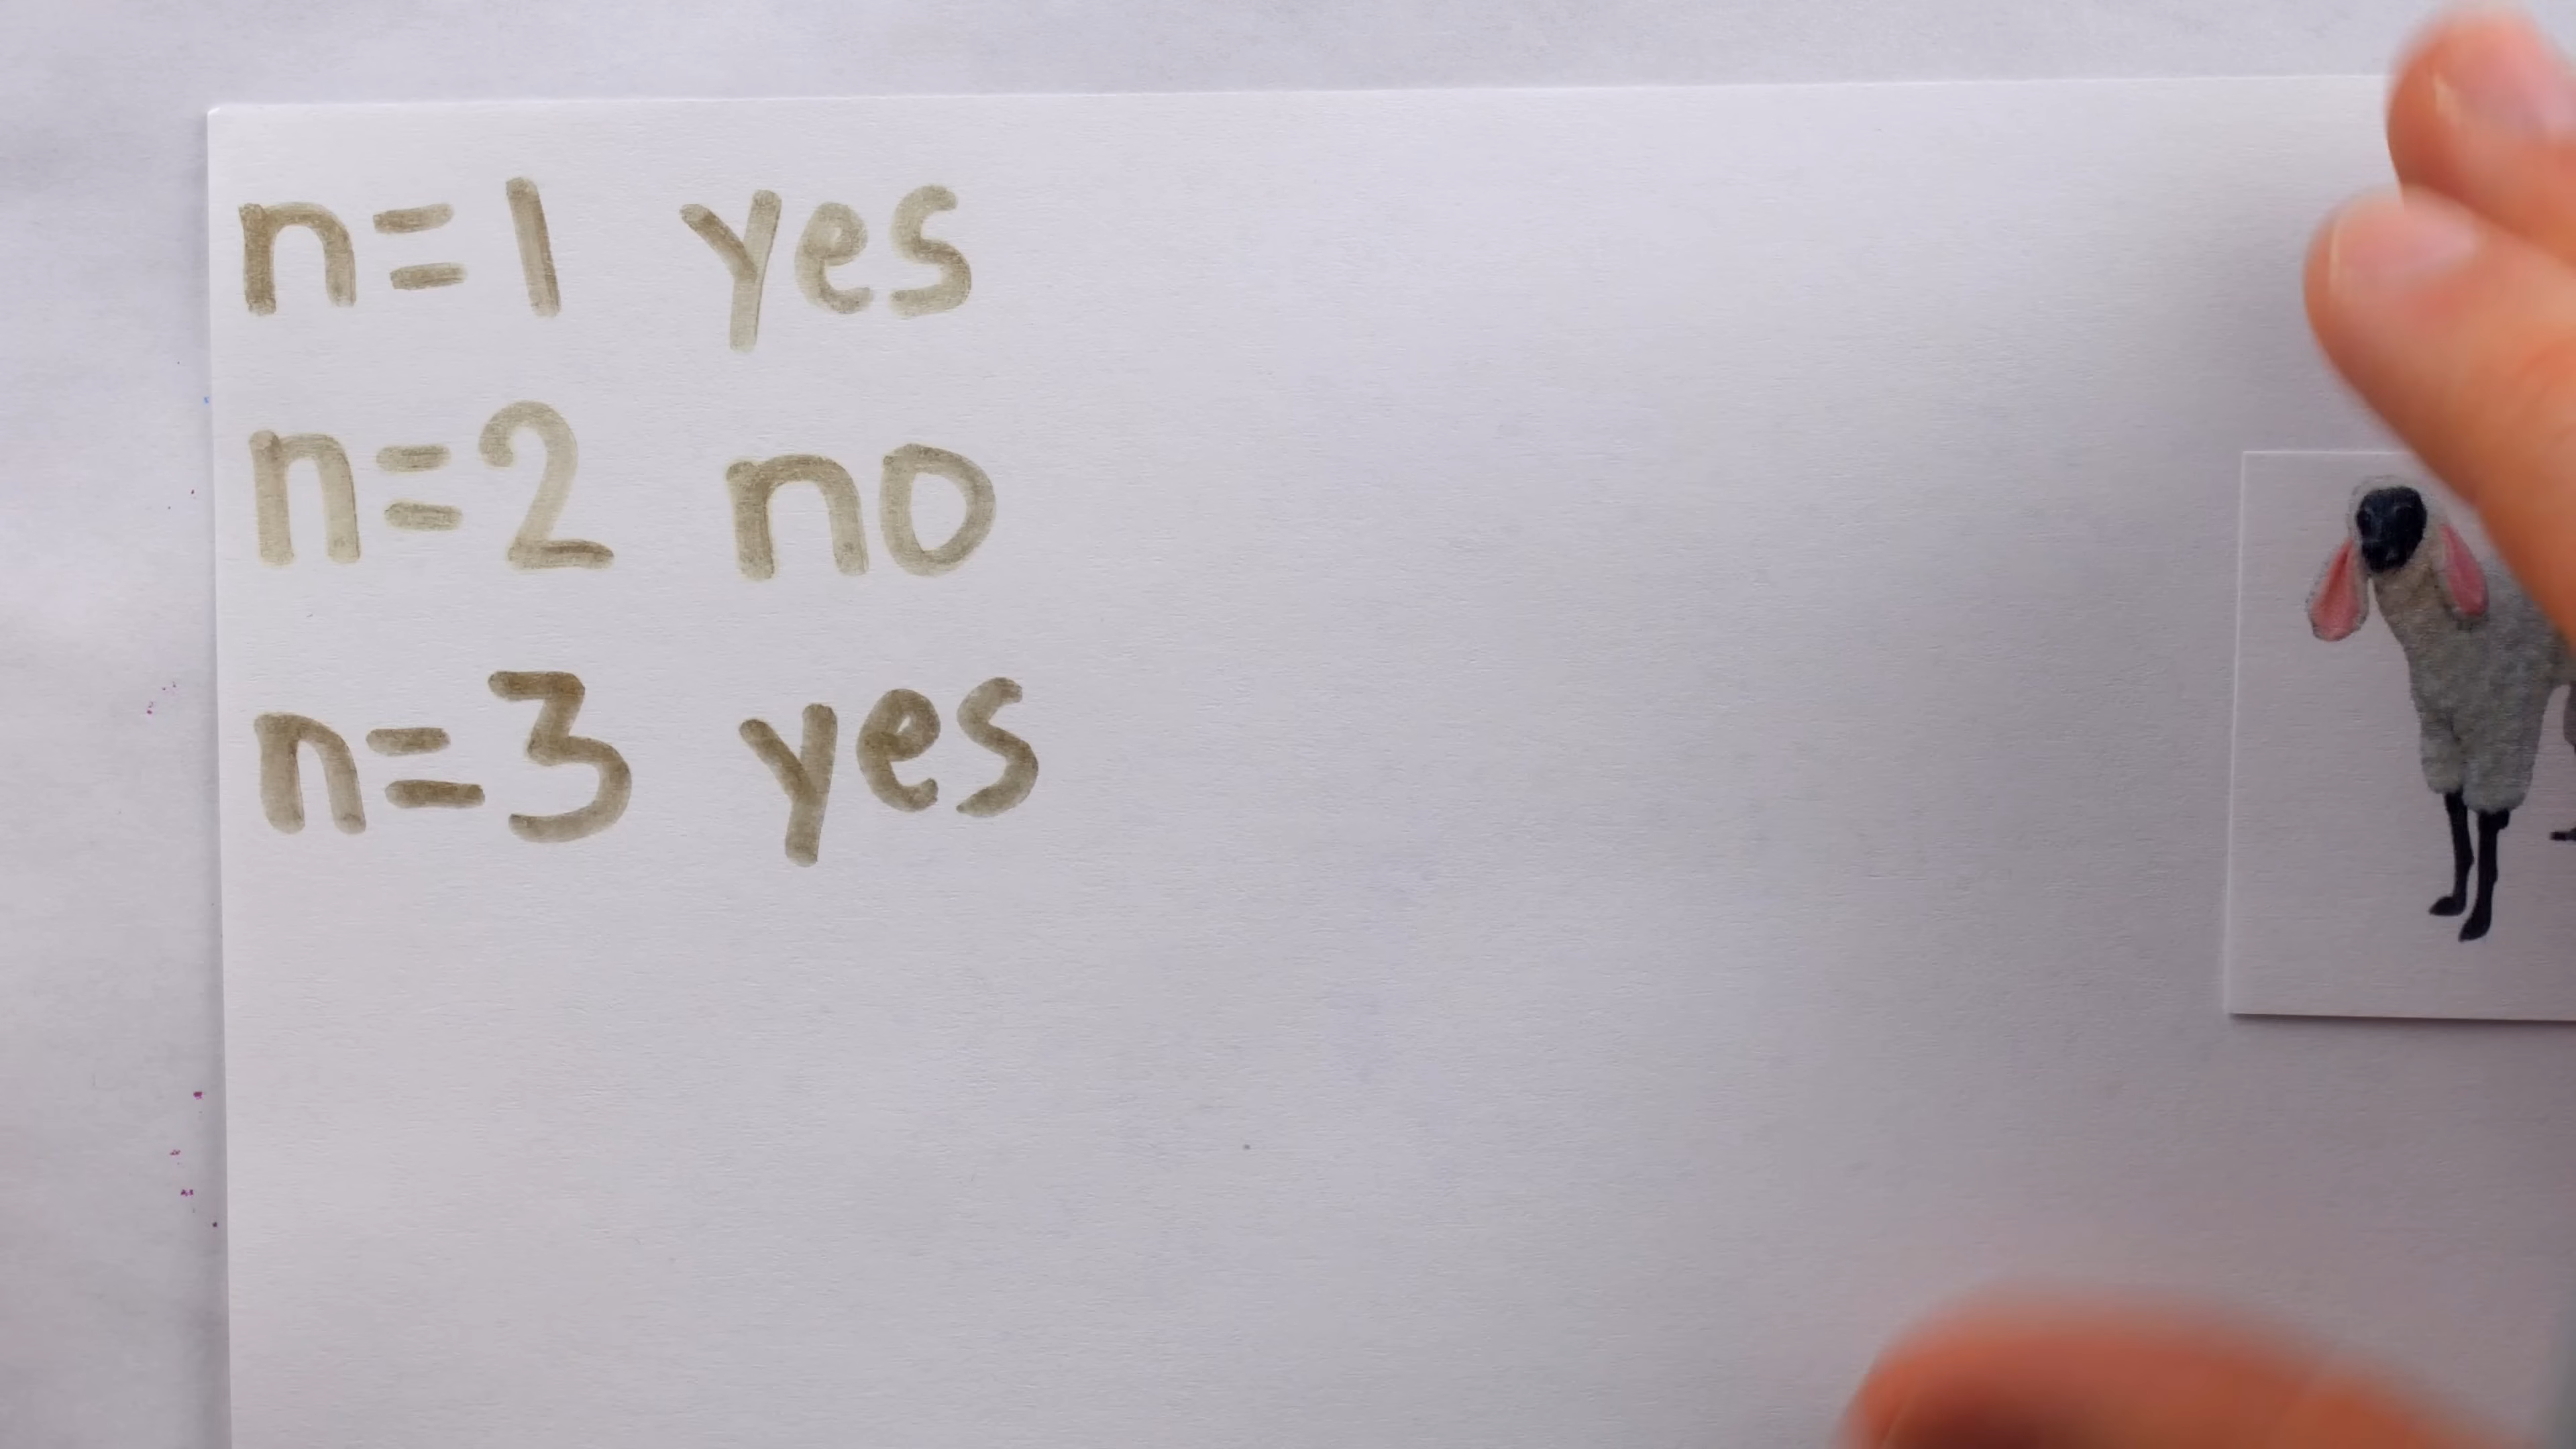 n=1 yes
n=2 no
n=3 yes